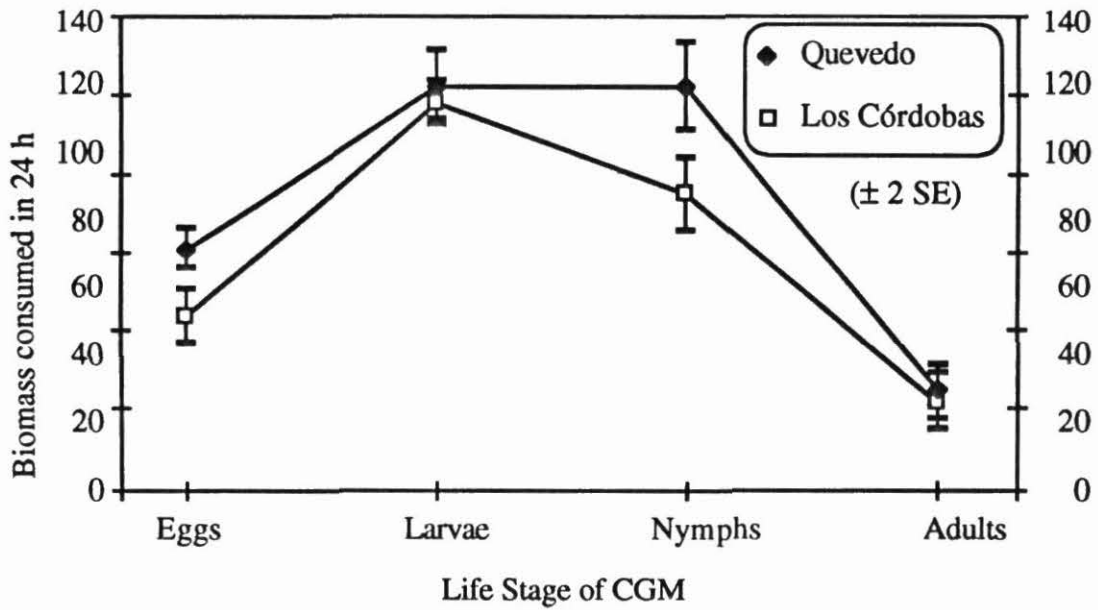 140
120
100
80
60
40
20
0
Biomass consumed in 24 h
140
120
100
80
60
40
20
0
Quevedo
Los Córdobas
(± 2 SE)
Eggs Larvae Nymphs Adults
Life Stage of CGM